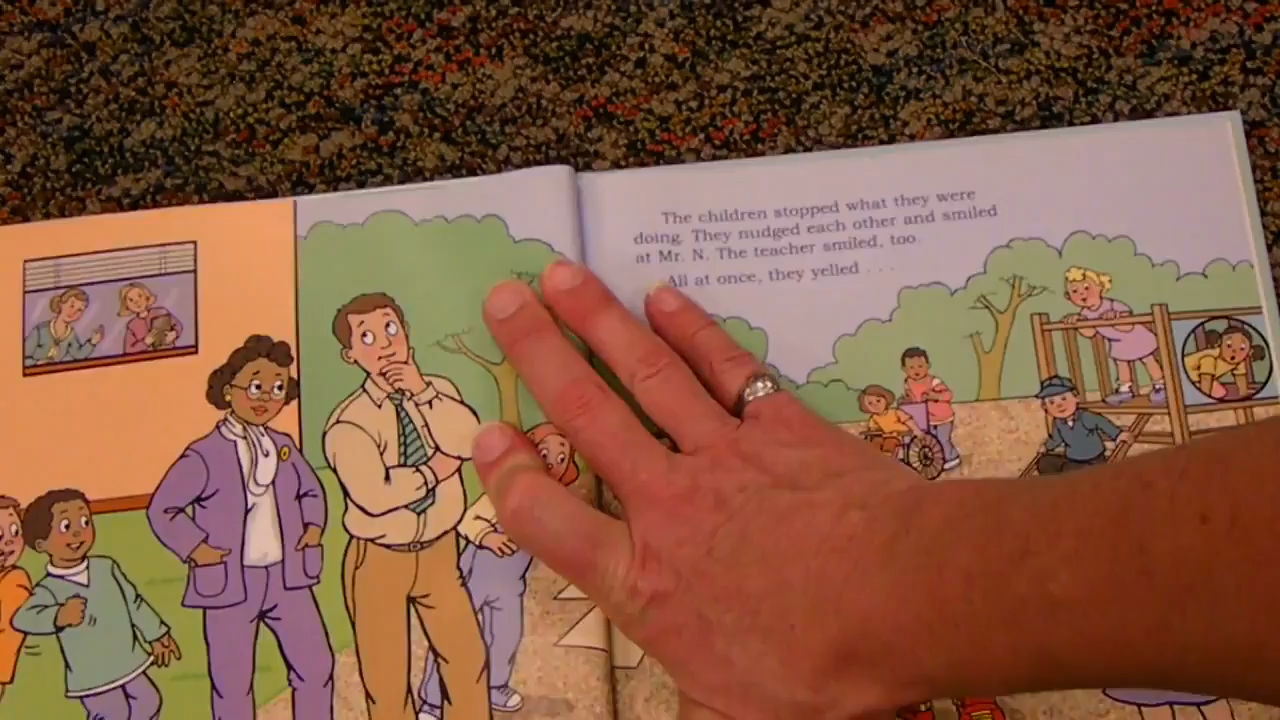 The children stopped what they were
doing. They nudged each other and smiled
at Mr. N. The teacher smiled, too.
All at once, they yelled . . .